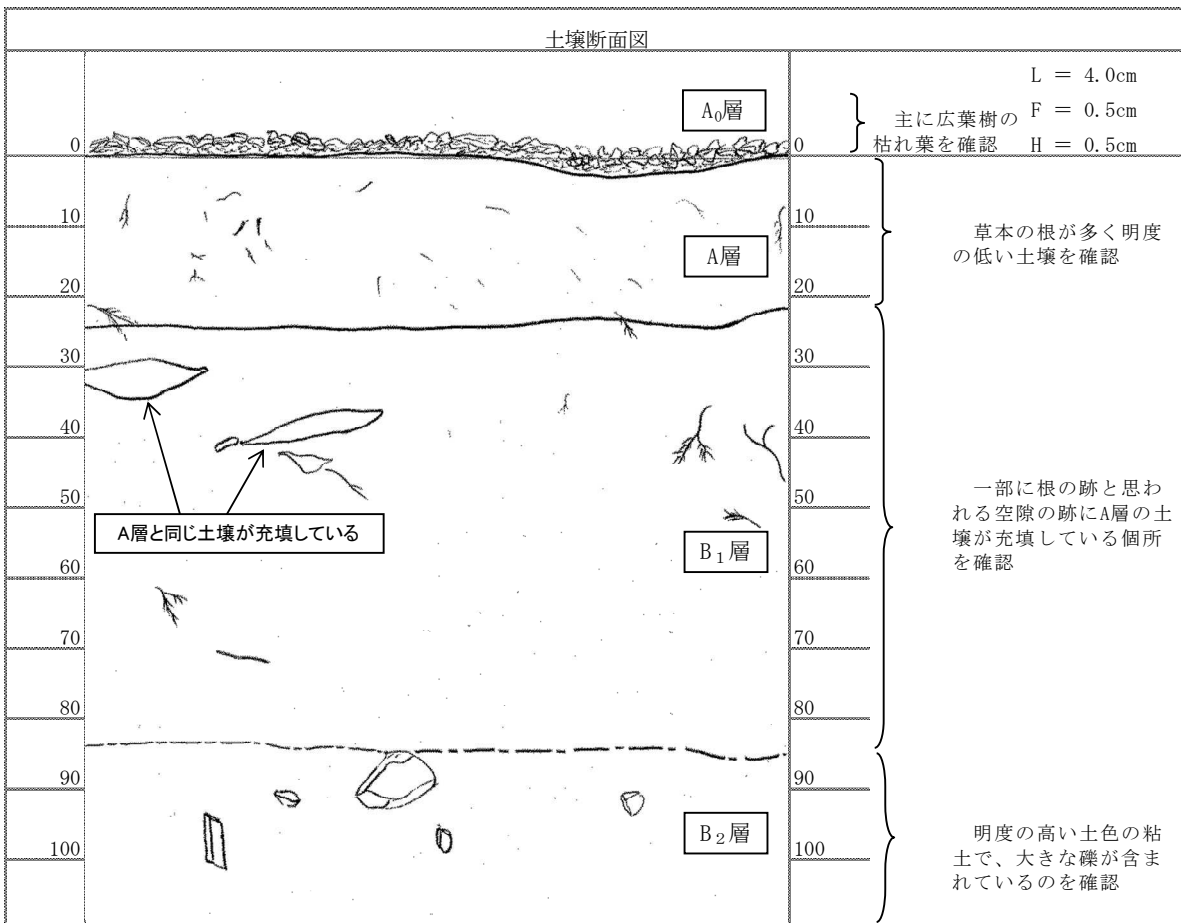 土壌断面図
L = 4.0cm
A₀層
主に広葉樹の
F = 0.5cm
枯れ葉を確認
H = 0.5cm
0
0
10
10
草本の根が多く明度
の低い土壌を確認
A層
20
20
30
30
40
40
50
50
一部に根の跡と思わ
れる空隙の跡にA層の土
壌が充填している個所
を確認
A層と同じ土壌が充填している
B₁層
60
60
70
70
80
80
90
90
B₂層
明度の高い土色の粘
土で、大きな礫が含ま
れているのを確認
100
100